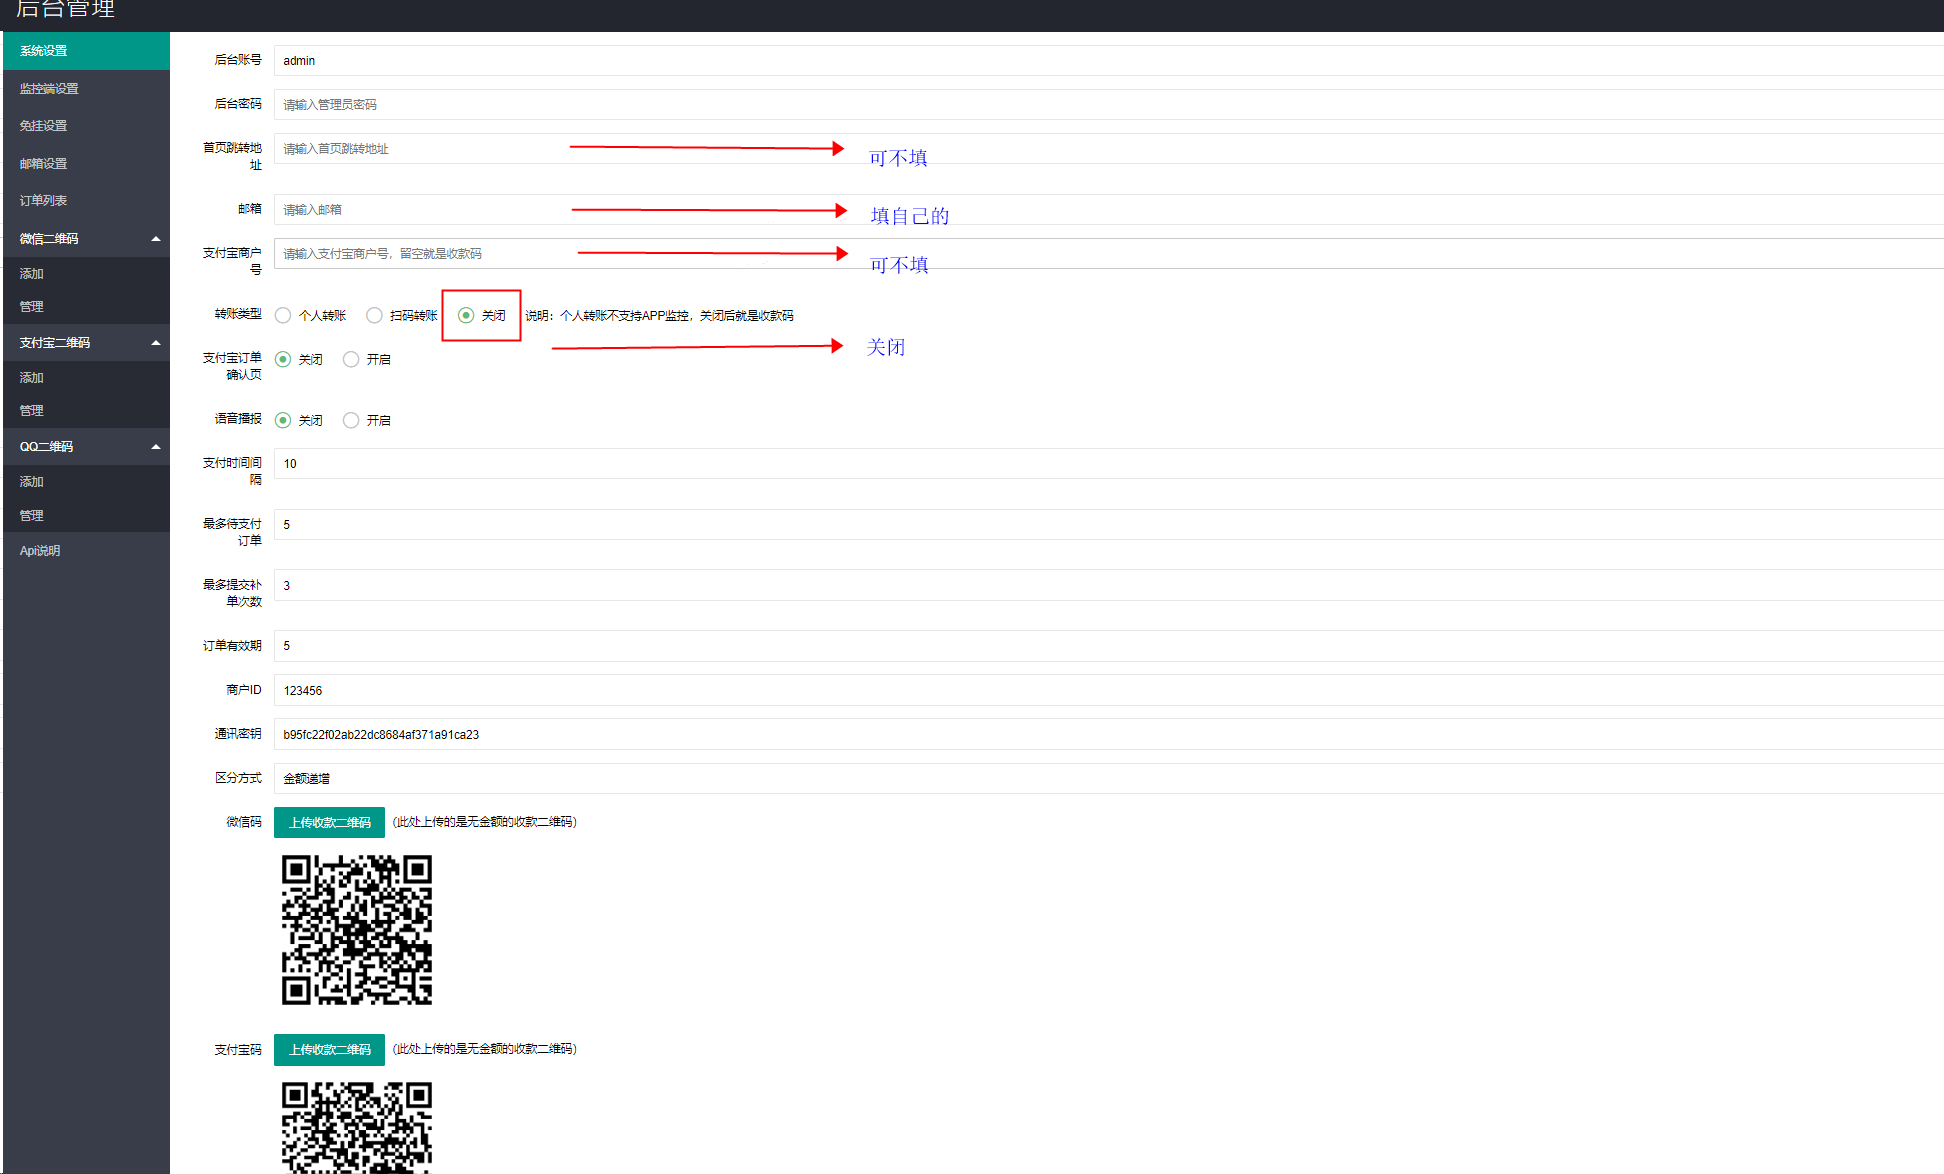 后台管理
系统设置
监控端设置
免挂设置
邮箱设置
订单列表
微信二维码
添加
管理
支付宝二维码
添加
管理
QQ二维码
添加
管理
Api说明
后台账号 admin
后台密码 请输入管理员密码
首页跳转地
址
请输入首页跳转地址
可不填
邮箱 请输入邮箱
填自己的
支付宝商户
号
请输入支付宝商户号，留空就是收款码
可不填
转账类型 个人转账 扫码转账 关闭 说明：个人转账不支持APP监控，关闭后就是收款码
关闭
支付宝订单
确认页
关闭 开启
语音播报 关闭 开启
支付时间间
隔
10
最多待支付
订单
5
最多提交补
单次数
3
订单有效期 5
商户ID 123456
通讯密钥 b95fc22f02ab22dc8684af371a91ca23
区分方式 金额递增
微信码 上传收款二维码 (此处上传的是无金额的收款二维码)
支付宝码 上传收款二维码 (此处上传的是无金额的收款二维码)